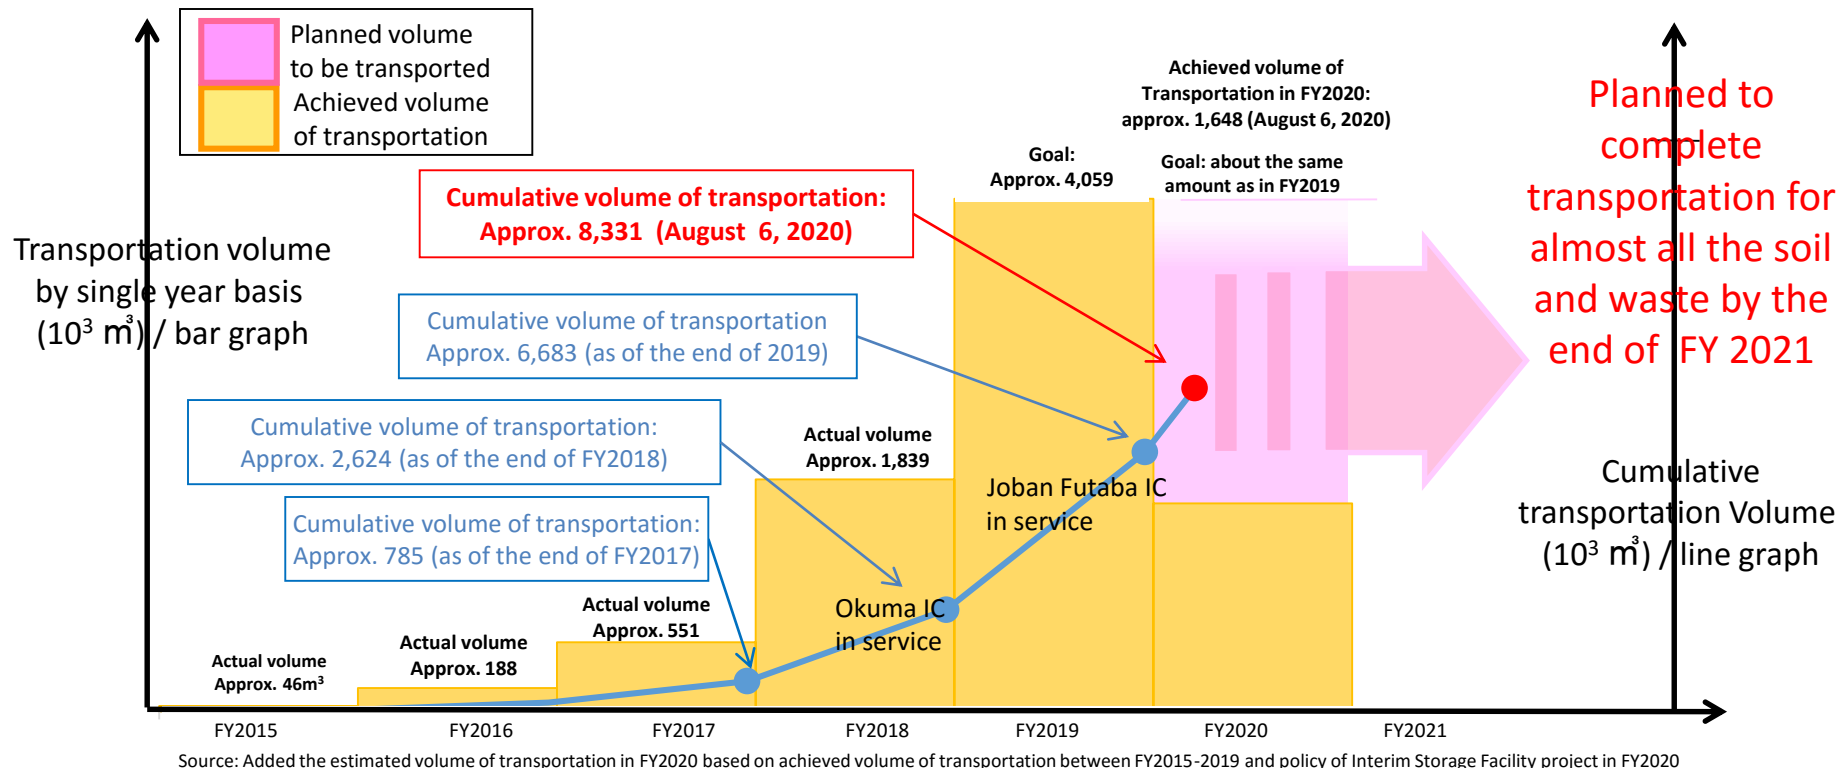 Planned volume
to be transported
Achieved volume
of transportation
Achieved volume of
Transportation in FY2020:
approx. 1,648 (August 6, 2020)
Goal:
Approx. 4,059
Goal: about the same
amount as in FY2019
Planned to
complete
transportation for
almost all the soil
and waste by the
end of FY 2021
Cumulative volume of transportation:
Approx. 8,331 (August 6, 2020)
Transportation volume
by single year basis
(10³ ㎥) / bar graph
Cumulative volume of transportation
Approx. 6,683 (as of the end of 2019)
Cumulative volume of transportation:
Approx. 2,624 (as of the end of FY2018)
Actual volume
Approx. 1,839
Cumulative
transportation Volume
(10³ ㎥) / line graph
Joban Futaba IC
in service
Cumulative volume of transportation:
Approx. 785 (as of the end of FY2017)
Okuma IC
in service
Actual volume
Approx. 551
Actual volume
Approx. 188
Actual volume
Approx. 46m³
FY2015 FY2016 FY2017 FY2018 FY2019 FY2020 FY2021
Source: Added the estimated volume of transportation in FY2020 based on achieved volume of transportation between FY2015-2019 and policy of Interim Storage Facility project in FY2020